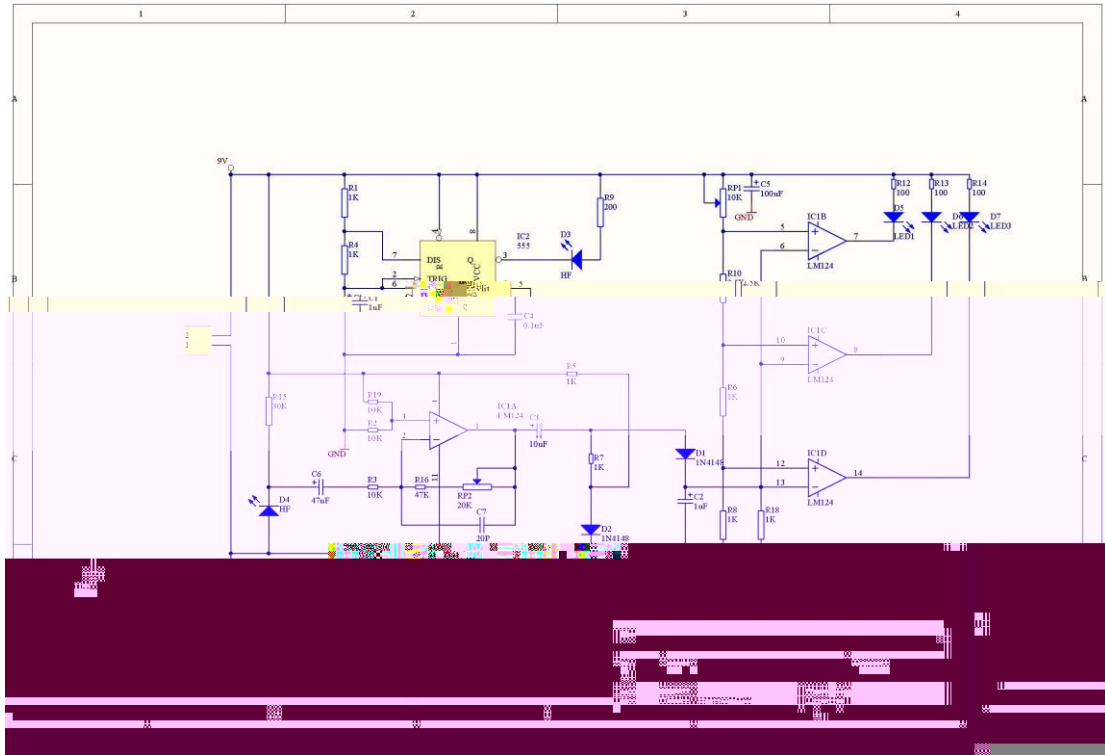 1 2 3 4
A A
9V
R1
1K
R4
1K
4
8
IC2
555
7 DIS
R
Q
VCC
3
2 TRIG
6
5
D3
HF
R9
200
RP1
10K
C5
100uF
GND
IC1B
5
6
7
LM124
R12
100
R13
100
R14
100
D5
LED1
D6
LED2
D7
LED3
B B
R10
1uF
C4
0.1uF
1
2
1
R5
1K
IC1C
10
9
8
LM124
R6
1K
R15
30K
R19
10K
R2
10K
GND
IC1A
LM124
3
2
1
11
C3
10uF
C C
R7
1K
D1
1N4148
C2
1uF
IC1D
12
13
14
LM124
C6
47uF
R3
10K
R16
47K
RP2
20K
C7
20P
D4
HF
D2
1N4148
R8
1K
R18
1K